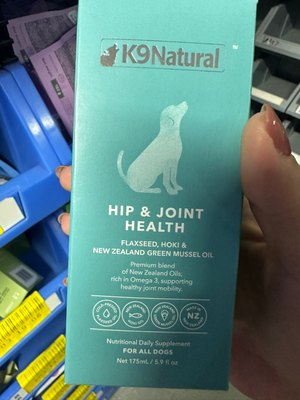 K9Natural
™
HIP & JOINT
HEALTH
FLAXSEED, HOKI &
NEW ZEALAND GREEN MUSSEL OIL
Premium blend
of New Zealand Oils,
rich in Omega 3, supporting
healthy joint mobility.
NZ
Nutritional Daily Supplement
FOR ALL DOGS
Net 175mL / 5.9 fl oz